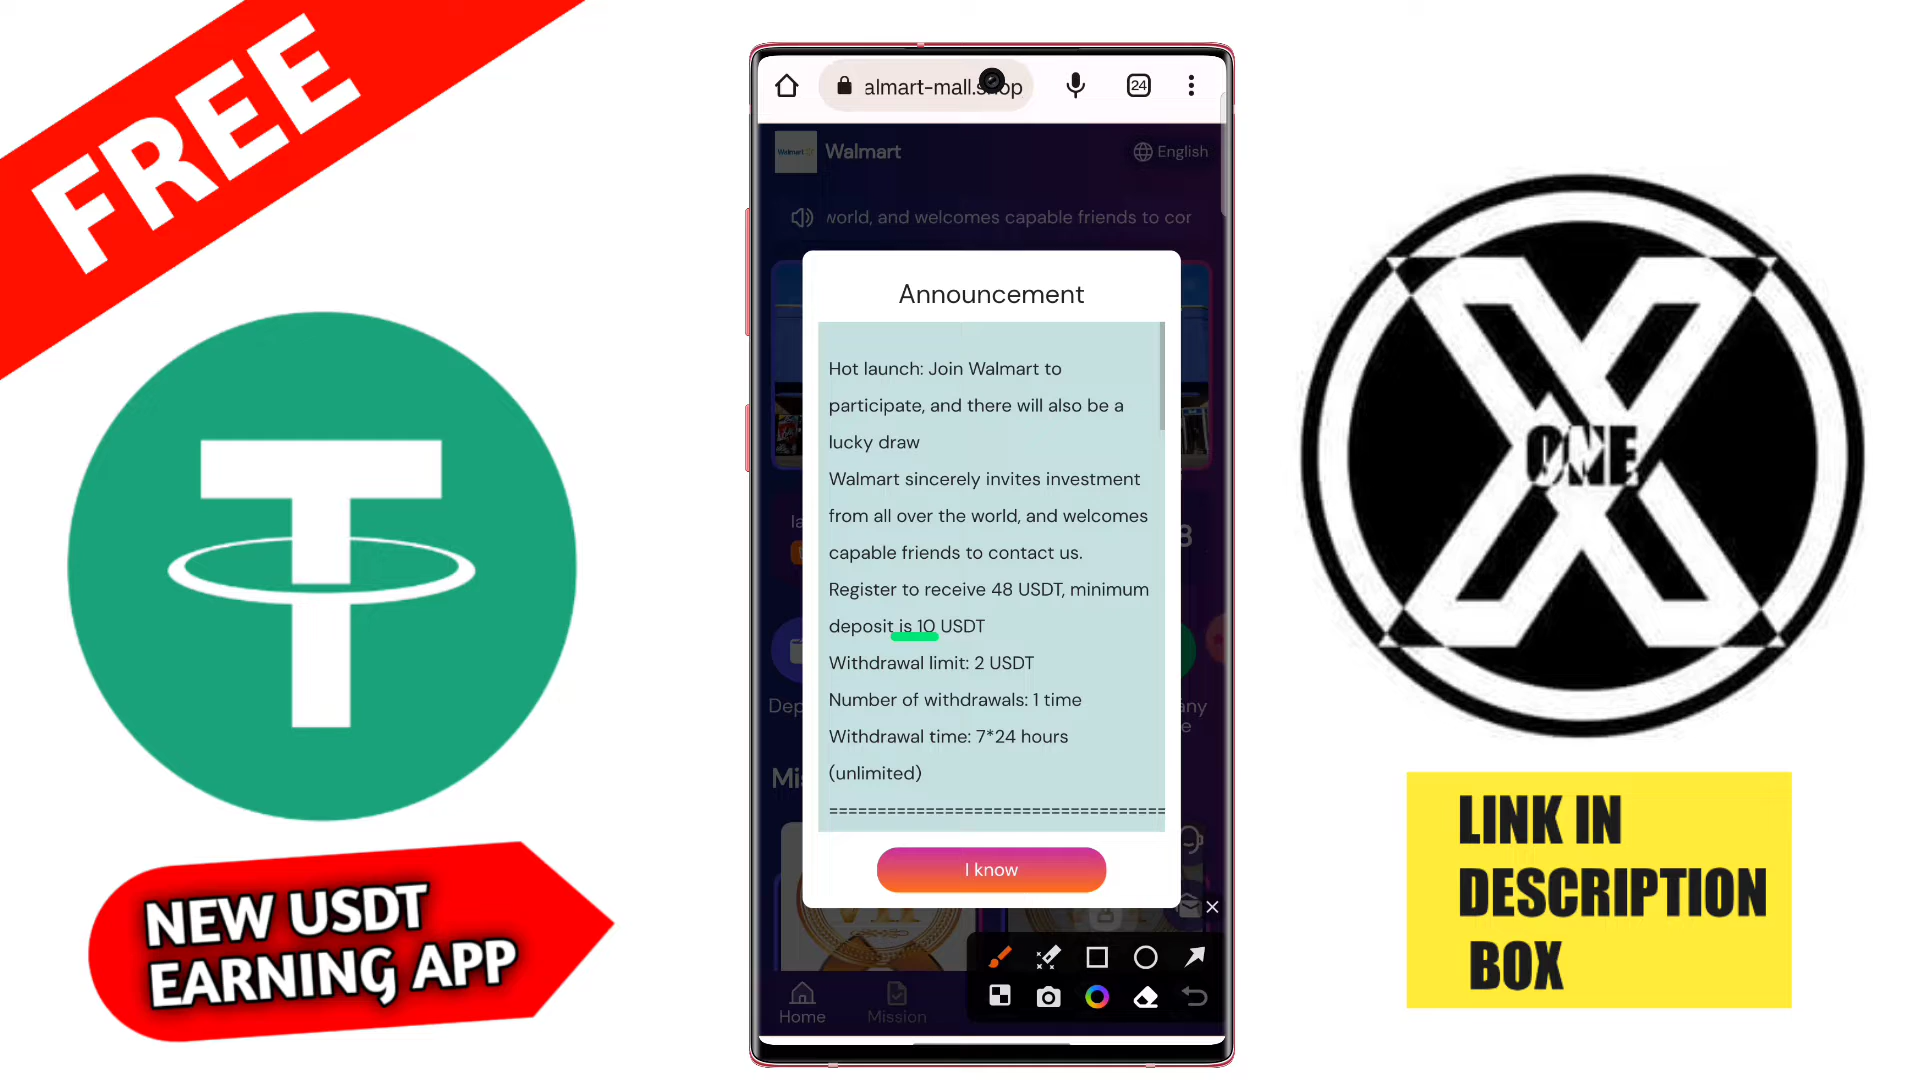 FREE
24
almart-mall.shop
Walmart
Walmart
English
world, and welcomes capable friends to cor
Announcement
Hot launch: Join Walmart to
participate, and there will also be a
lucky draw
Walmart sincerely invites investment
from all over the world, and welcomes
capable friends to contact us.
Register to receive 48 USDT, minimum
deposit is 10 USDT
Withdrawal limit: 2 USDT
Number of withdrawals: 1 time
Withdrawal time: 7*24 hours
(unlimited)
===================================
I know
Dep
Mis
Home
Mission
T
NEW USDT
EARNING APP
X
ONE
LINK IN
DESCRIPTION
BOX